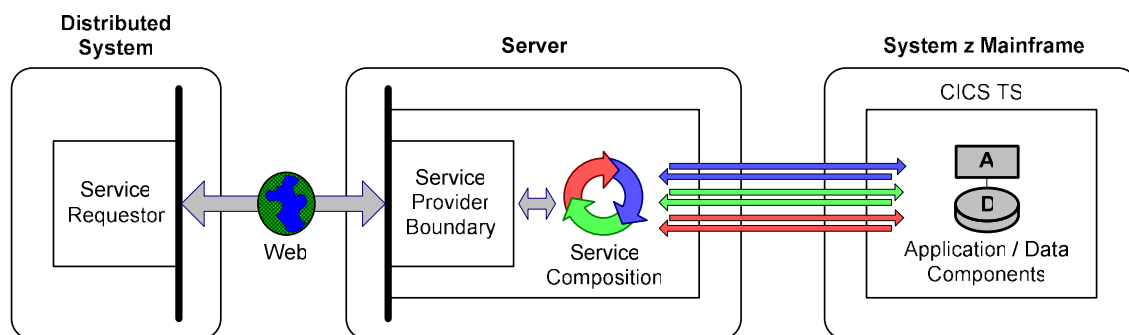 Distributed
System
Server
System z Mainframe
CICS TS
Service
Requestor
Web
Service
Provider
Boundary
Service
Composition
A
D
Application / Data
Components